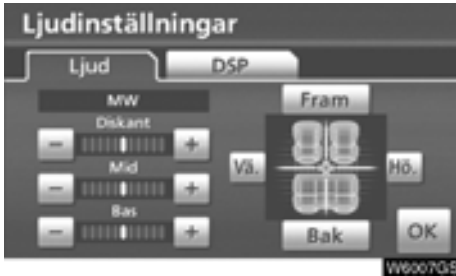 Ljudinställningar
Ljud DSP
MW
Diskant
− +
Mid
− +
Bas
− +
Fram
Vä. Hö.
Bak
OK
W6007GS